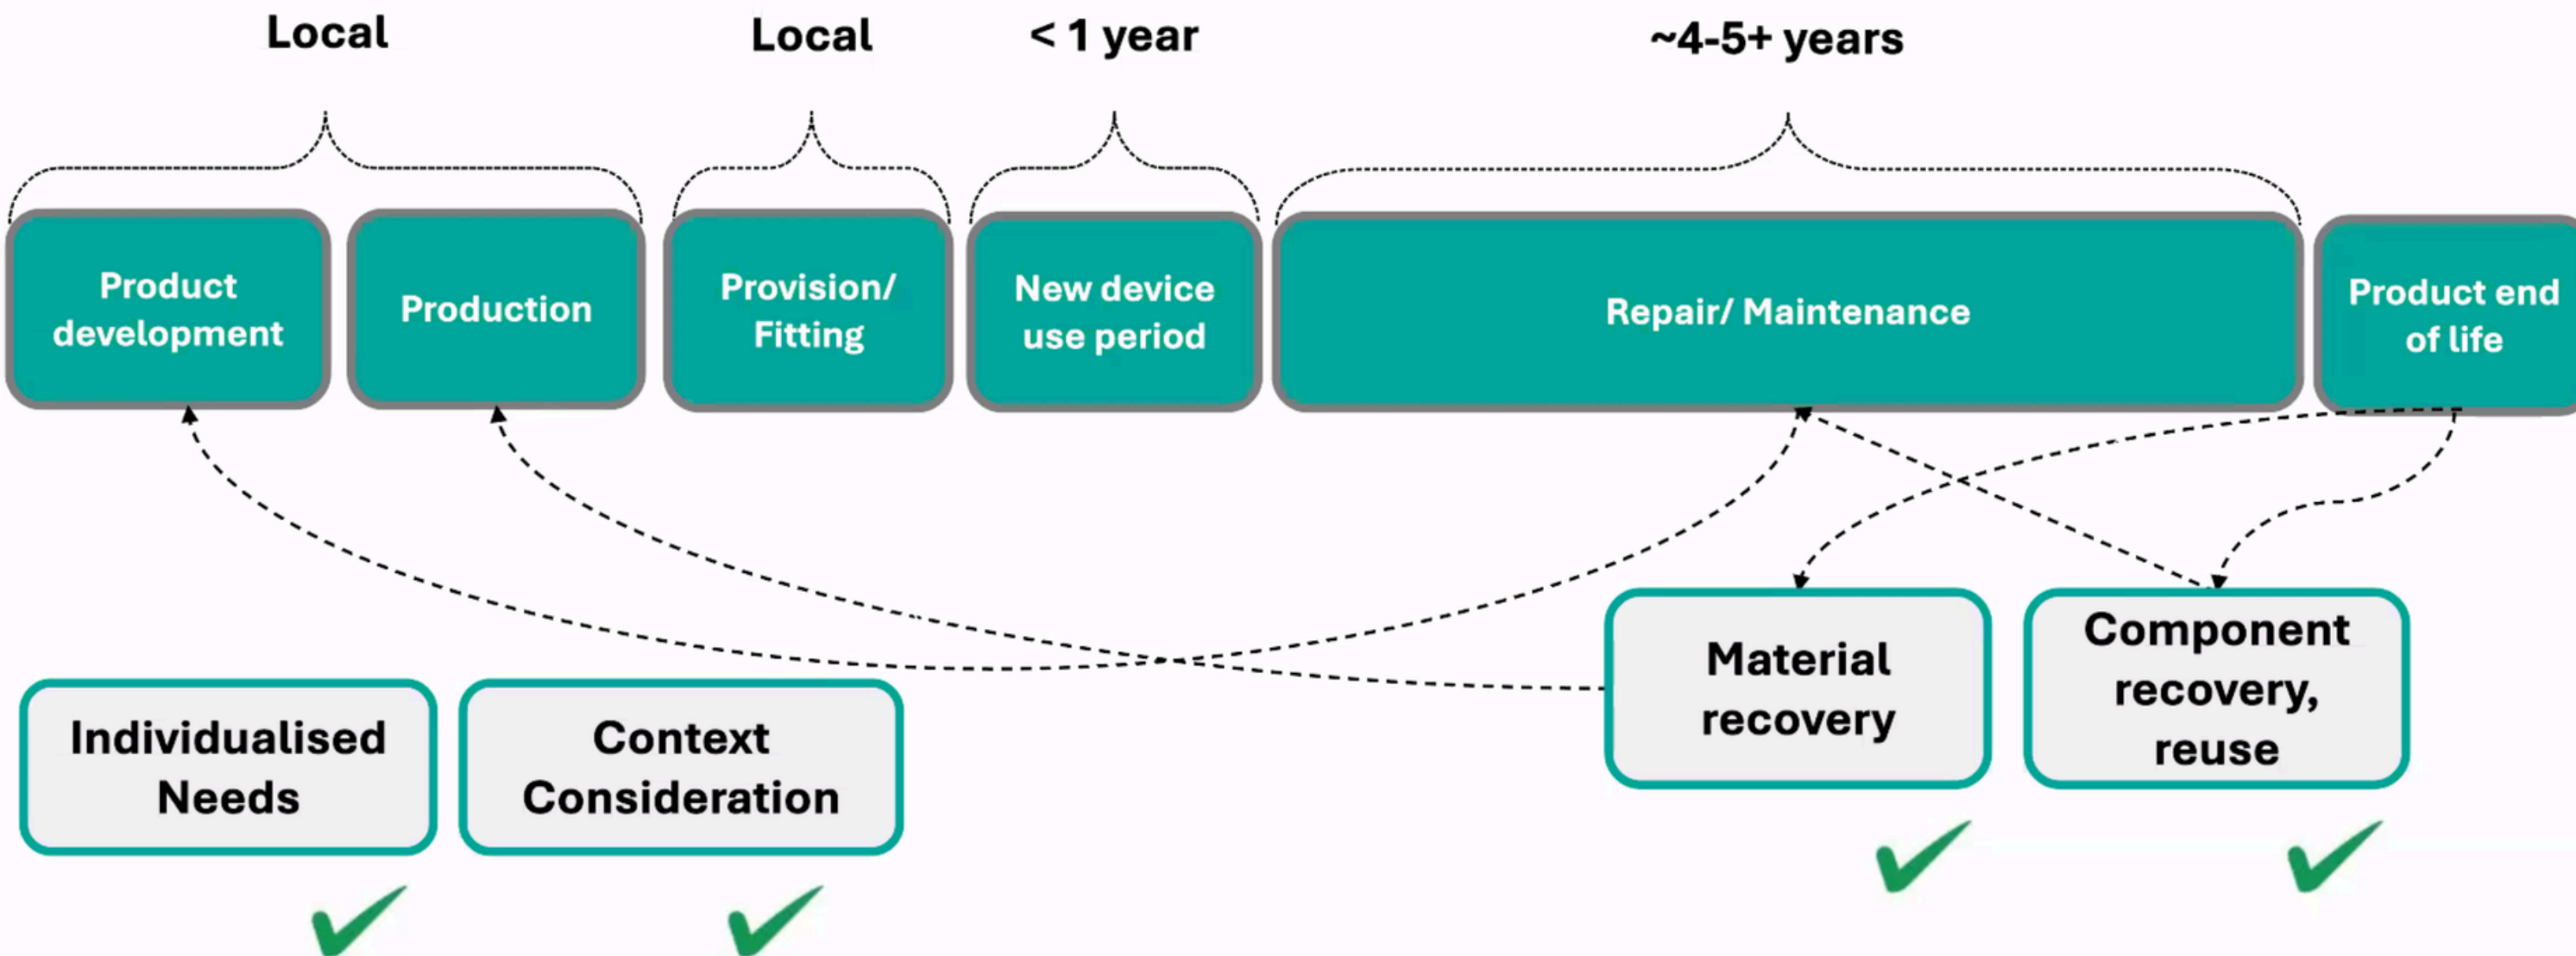 Local
Local
< 1 year
~4-5+ years
Product
development
Production
Provision/
Fitting
New device
use period
Repair/ Maintenance
Product end
of life
Individualised
Needs
Context
Consideration
Material
recovery
Component
recovery,
reuse